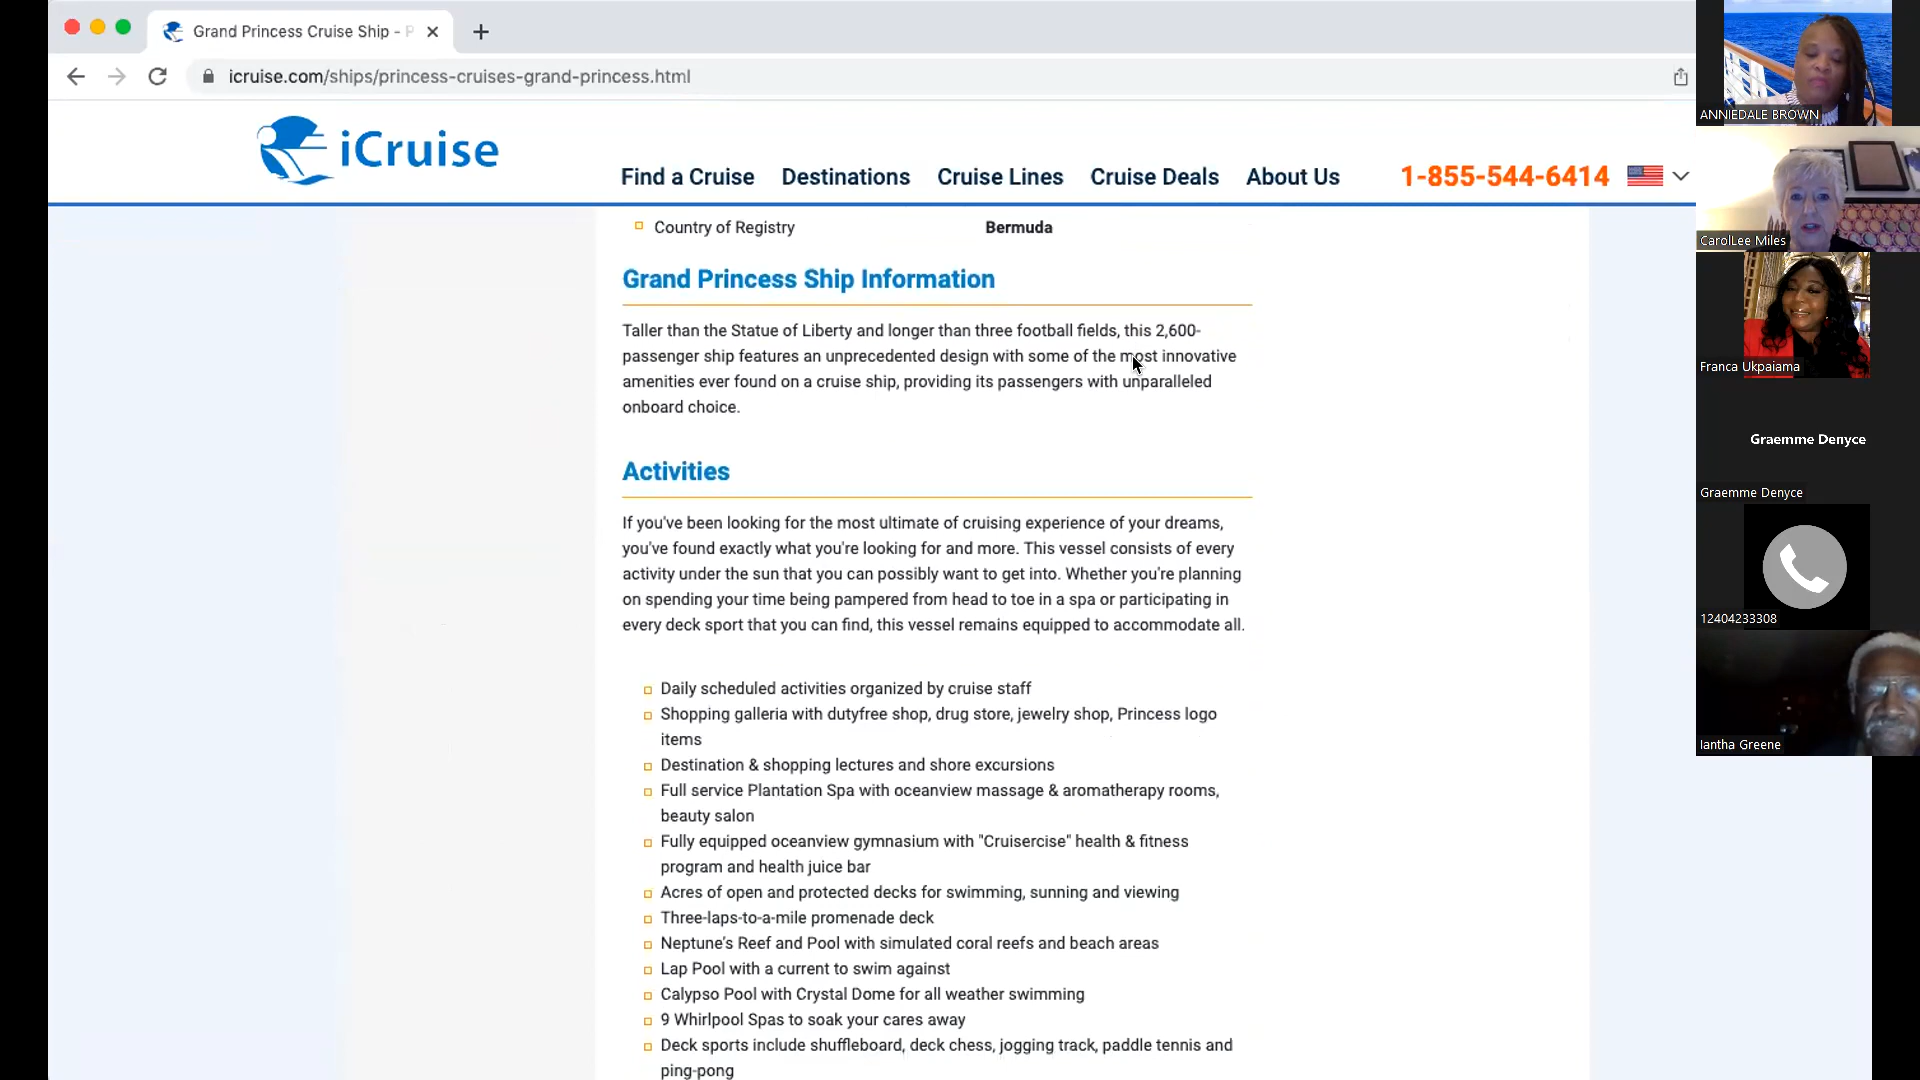 Grand Princess Cruise Ship - P
icruise.com/ships/princess-cruises-grand-princess.html
iCruise
Find a Cruise Destinations Cruise Lines Cruise Deals About Us 1-855-544-6414
Country of Registry Bermuda
Grand Princess Ship Information
Taller than the Statue of Liberty and longer than three football fields, this 2,600-
passenger ship features an unprecedented design with some of the most innovative
amenities ever found on a cruise ship, providing its passengers with unparalleled
onboard choice.
Activities
If you've been looking for the most ultimate of cruising experience of your dreams,
you've found exactly what you're looking for and more. This vessel consists of every
activity under the sun that you can possibly want to get into. Whether you're planning
on spending your time being pampered from head to toe in a spa or participating in
every deck sport that you can find, this vessel remains equipped to accommodate all.
Daily scheduled activities organized by cruise staff
Shopping galleria with dutyfree shop, drug store, jewelry shop, Princess logo
items
Destination & shopping lectures and shore excursions
Full service Plantation Spa with oceanview massage & aromatherapy rooms,
beauty salon
Fully equipped oceanview gymnasium with "Cruisercise" health & fitness
program and health juice bar
Acres of open and protected decks for swimming, sunning and viewing
Three-laps-to-a-mile promenade deck
Neptune's Reef and Pool with simulated coral reefs and beach areas
Lap Pool with a current to swim against
Calypso Pool with Crystal Dome for all weather swimming
9 Whirlpool Spas to soak your cares away
Deck sports include shuffleboard, deck chess, jogging track, paddle tennis and
ping-pong
ANNIEDALE BROWN
CarolLee Miles
Franca Ukpaiama
Graemme Denyce
Graemme Denyce
12404233308
Iantha Greene